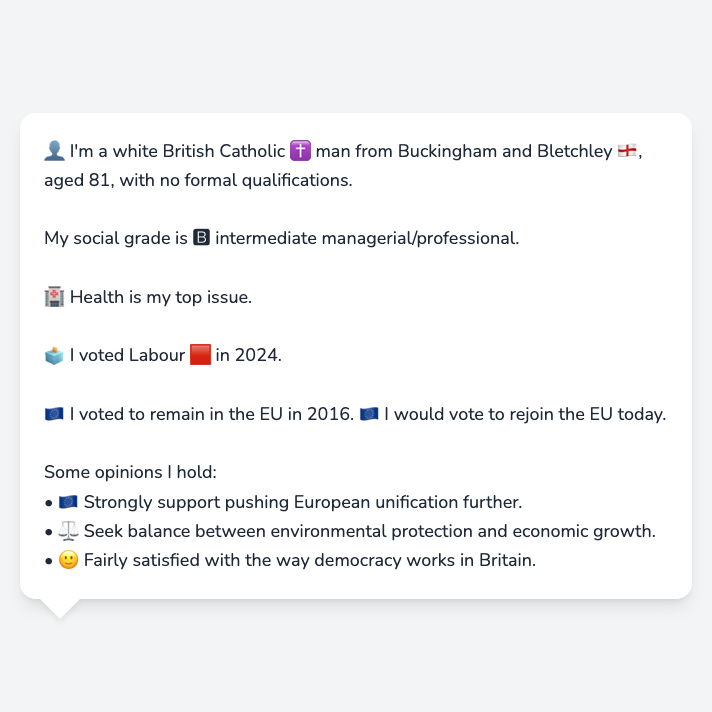 👤 I'm a white British Catholic ✝️ man from Buckingham and Bletchley 🏴󠁧󠁢󠁥󠁮󠁧󠁿,
aged 81, with no formal qualifications.
My social grade is 🅱 intermediate managerial/professional.
🏥 Health is my top issue.
🗳️ I voted Labour 🟥 in 2024.
🇪🇺 I voted to remain in the EU in 2016. 🇪🇺 I would vote to rejoin the EU today.
Some opinions I hold:
• 🇪🇺 Strongly support pushing European unification further.
• ⚖️ Seek balance between environmental protection and economic growth.
• 🙂 Fairly satisfied with the way democracy works in Britain.